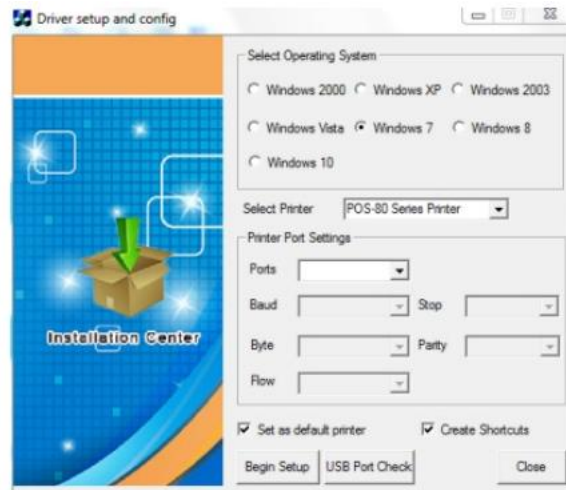 Driver setup and config
Select Operating System
Windows 2000 Windows XP Windows 2003
Windows Vista Windows 7 Windows 8
Windows 10
Select Printer POS-80 Series Printer
Printer Port Settings
Ports
Baud Stop
Byte Parity
Flow
Installation Center
Set as default printer Create Shortcuts
Begin Setup USB Port Check Close